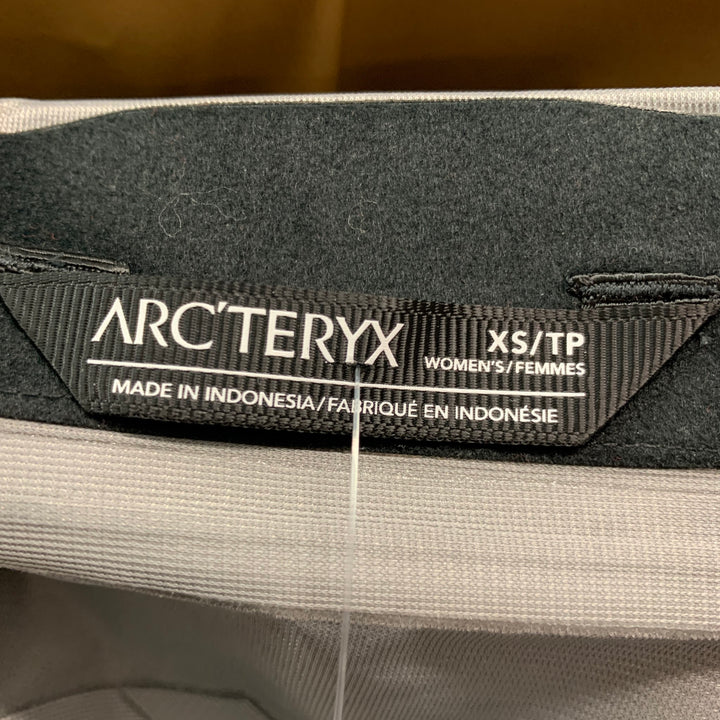 ARC'TERYX XS/TP
WOMEN'S/FEMMES
MADE IN INDONESIA/FABRIQUÉ EN INDONÉSIE